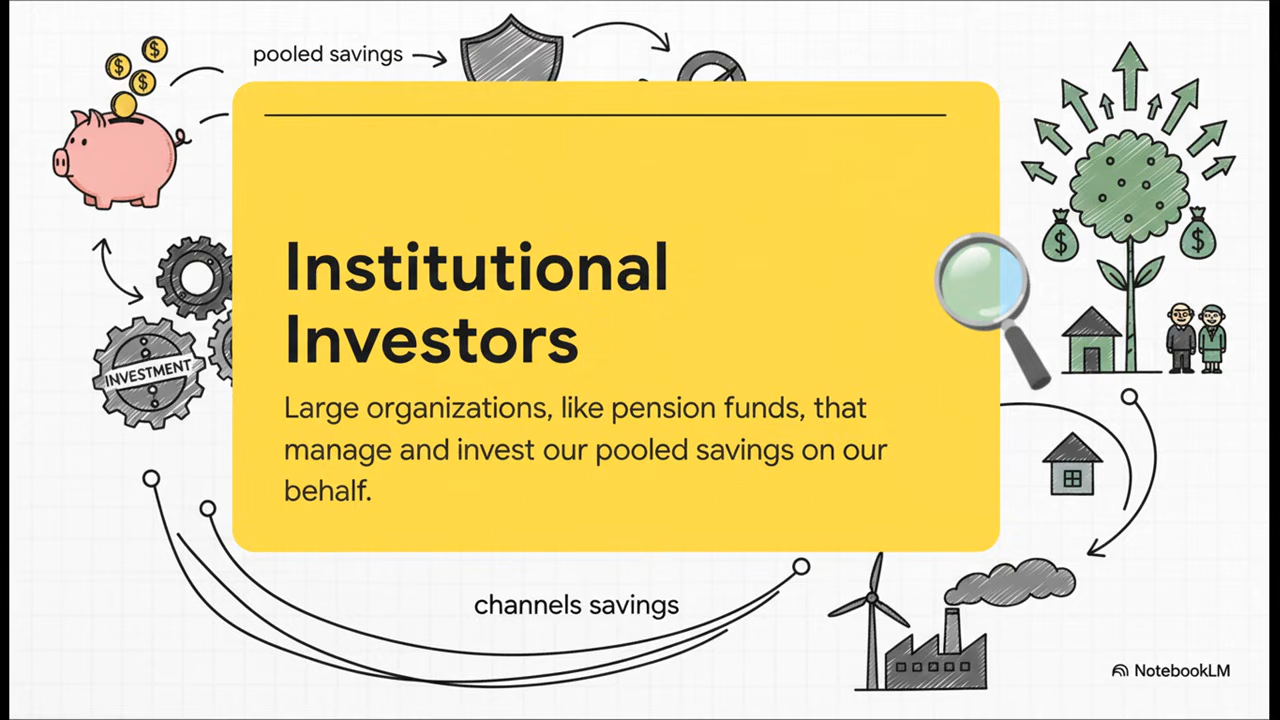 pooled savings
Institutional
Investors
Large organizations, like pension funds, that
manage and invest our pooled savings on our
behalf.
INVESTMENT
channels savings
NotebookLM